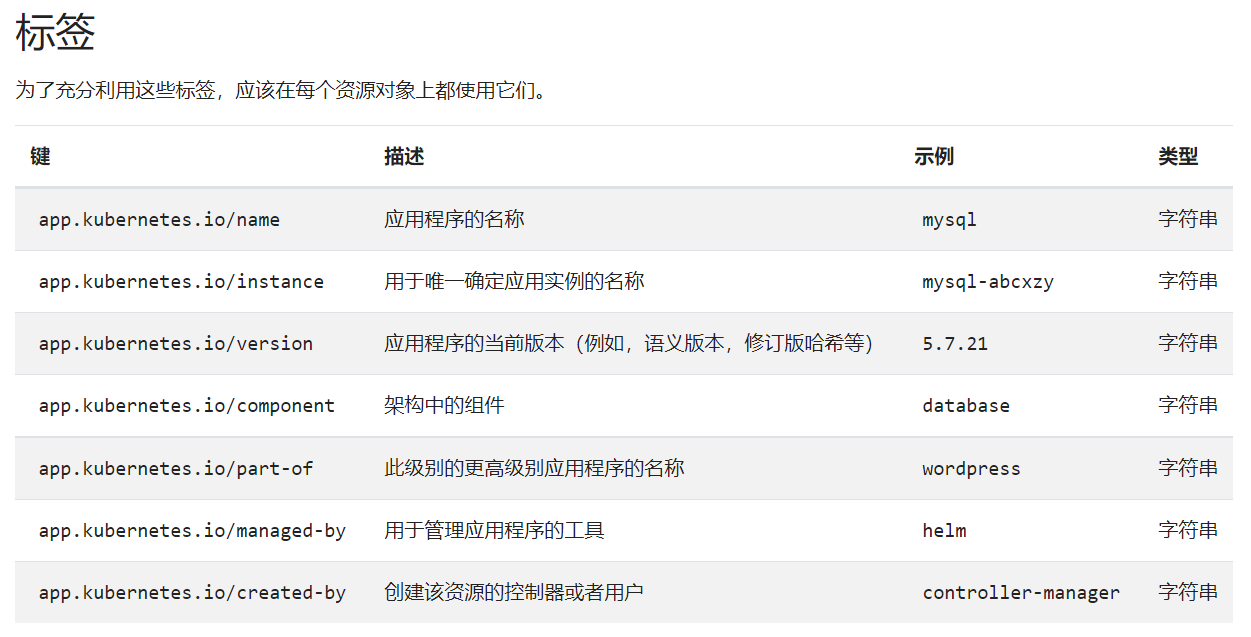 标签
为了充分利用这些标签，应该在每个资源对象上都使用它们。
键 描述 示例 类型
app.kubernetes.io/name 应用程序的名称 mysql 字符串
app.kubernetes.io/instance 用于唯一确定应用实例的名称 mysql-abcxzy 字符串
app.kubernetes.io/version 应用程序的当前版本（例如，语义版本，修订版哈希等） 5.7.21 字符串
app.kubernetes.io/component 架构中的组件 database 字符串
app.kubernetes.io/part-of 此级别的更高级别应用程序的名称 wordpress 字符串
app.kubernetes.io/managed-by 用于管理应用程序的工具 helm 字符串
app.kubernetes.io/created-by 创建该资源的控制器或者用户 controller-manager 字符串